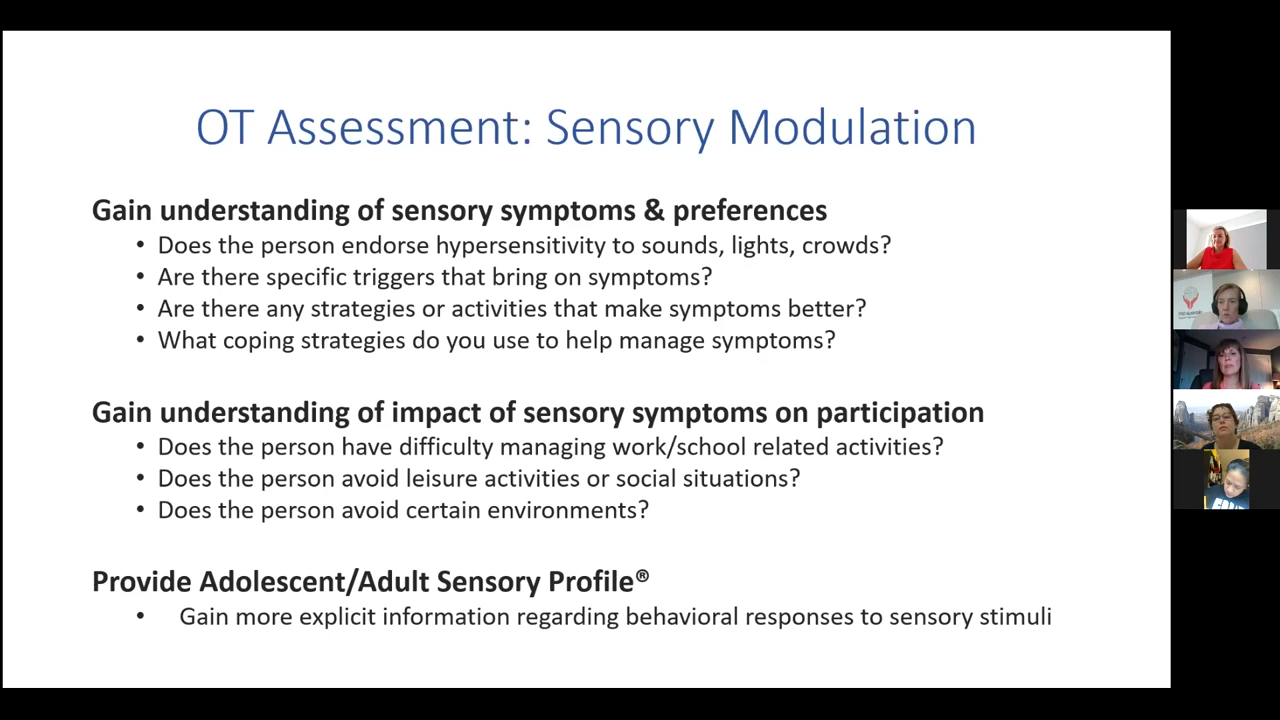 OT Assessment: Sensory Modulation
Gain understanding of sensory symptoms & preferences
• Does the person endorse hypersensitivity to sounds, lights, crowds?
• Are there specific triggers that bring on symptoms?
• Are there any strategies or activities that make symptoms better?
• What coping strategies do you use to help manage symptoms?
Gain understanding of impact of sensory symptoms on participation
• Does the person have difficulty managing work/school related activities?
• Does the person avoid leisure activities or social situations?
• Does the person avoid certain environments?
Provide Adolescent/Adult Sensory Profile®
• Gain more explicit information regarding behavioral responses to sensory stimuli